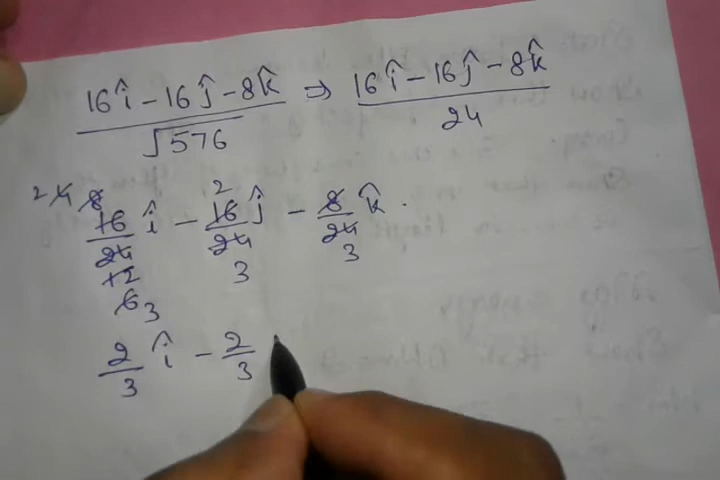 16î − 16ĵ − 8k̂ / √576 ⇒ 16î − 16ĵ − 8k̂ / 24
2 4 8 2
16/24 î − 16/24 ĵ − 8/24 k̂ .
12 3 3
6 3
2/3 î − 2/3